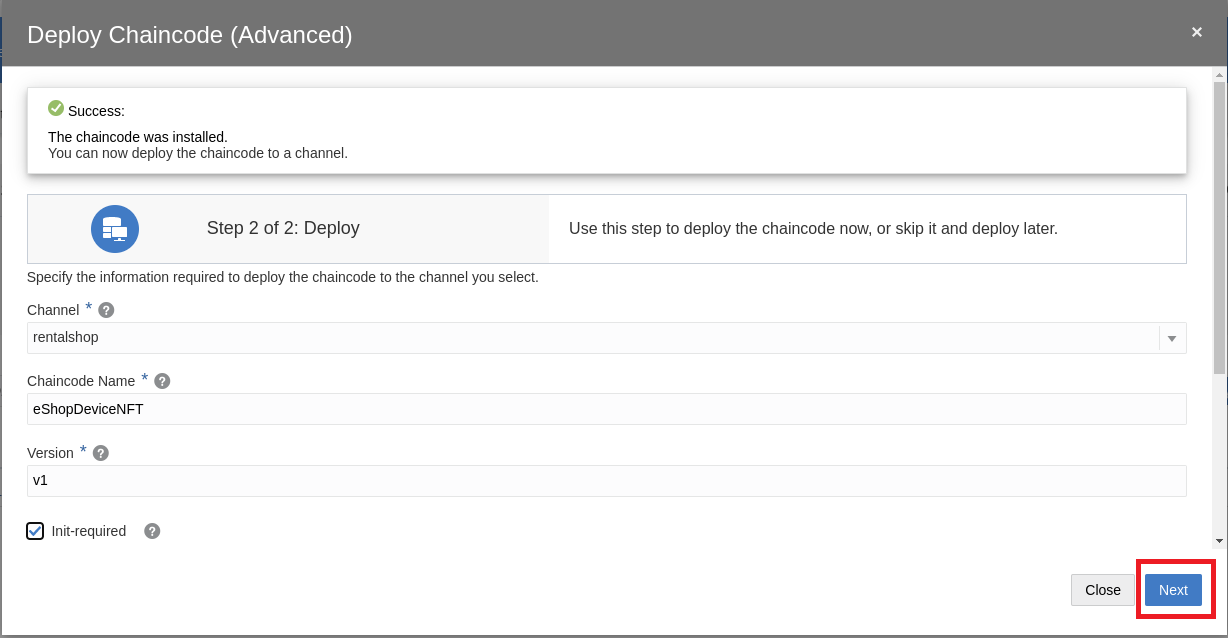 Deploy Chaincode (Advanced)
×
Success:
The chaincode was installed.
You can now deploy the chaincode to a channel.
Step 2 of 2: Deploy
Use this step to deploy the chaincode now, or skip it and deploy later.
Specify the information required to deploy the chaincode to the channel you select.
Channel * ?
rentalshop
Chaincode Name * ?
eShopDeviceNFT
Version * ?
v1
Init-required ?
Close
Next